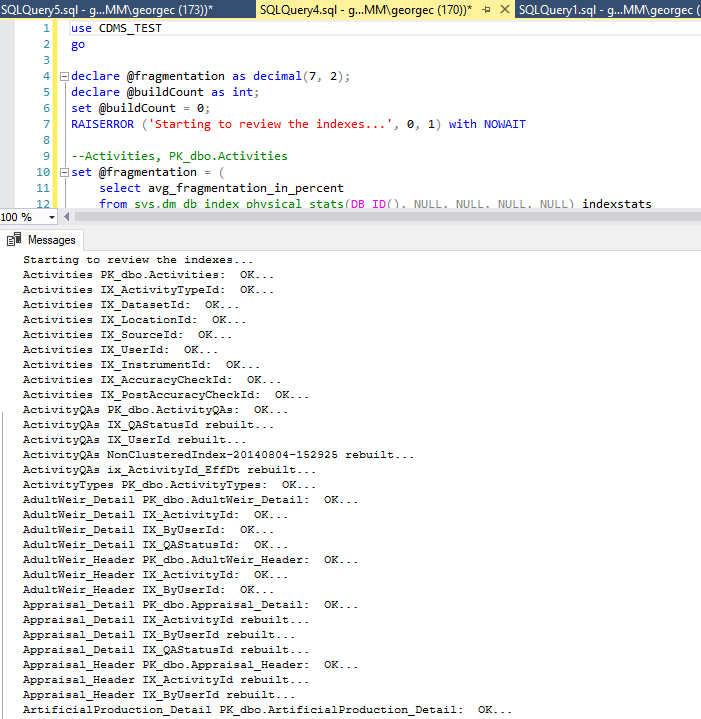 SQLQuery5.sql - g...MM\georgec (173))*
SQLQuery4.sql - g...MM\georgec (170))*
SQLQuery1.sql - g...MM\georgec (
1 use CDMS_TEST
2 go
3
4 declare @fragmentation as decimal(7, 2);
5 declare @buildCount as int;
6 set @buildCount = 0;
7 RAISERROR ('Starting to review the indexes...', 0, 1) with NOWAIT
8
9 --Activities, PK_dbo.Activities
10 set @fragmentation = (
11 select avg_fragmentation_in_percent
12 from sys.dm_db_index_physical_stats(DB_ID(), NULL, NULL, NULL, NULL) indexstats
100 %
Messages
Starting to review the indexes...
Activities PK_dbo.Activities:  OK...
Activities IX_ActivityTypeId:  OK...
Activities IX_DatasetId:  OK...
Activities IX_LocationId:  OK...
Activities IX_SourceId:  OK...
Activities IX_UserId:  OK...
Activities IX_InstrumentId:  OK...
Activities IX_AccuracyCheckId:  OK...
Activities IX_PostAccuracyCheckId:  OK...
ActivityQAs PK_dbo.ActivityQAs:  OK...
ActivityQAs IX_QAStatusId rebuilt...
ActivityQAs IX_UserId rebuilt...
ActivityQAs NonClusteredIndex-20140804-152925 rebuilt...
ActivityQAs ix_ActivityId_EffDt rebuilt...
ActivityTypes PK_dbo.ActivityTypes:  OK...
AdultWeir_Detail PK_dbo.AdultWeir_Detail:  OK...
AdultWeir_Detail IX_ActivityId:  OK...
AdultWeir_Detail IX_ByUserId:  OK...
AdultWeir_Detail IX_QAStatusId:  OK...
AdultWeir_Header PK_dbo.AdultWeir_Header:  OK...
AdultWeir_Header IX_ActivityId:  OK...
AdultWeir_Header IX_ByUserId:  OK...
Appraisal_Detail PK_dbo.Appraisal_Detail:  OK...
Appraisal_Detail IX_ActivityId rebuilt...
Appraisal_Detail IX_ByUserId rebuilt...
Appraisal_Detail IX_QAStatusId rebuilt...
Appraisal_Header PK_dbo.Appraisal_Header:  OK...
Appraisal_Header IX_ActivityId rebuilt...
Appraisal_Header IX_ByUserId rebuilt...
ArtificialProduction_Detail PK_dbo.ArtificialProduction_Detail:  OK...